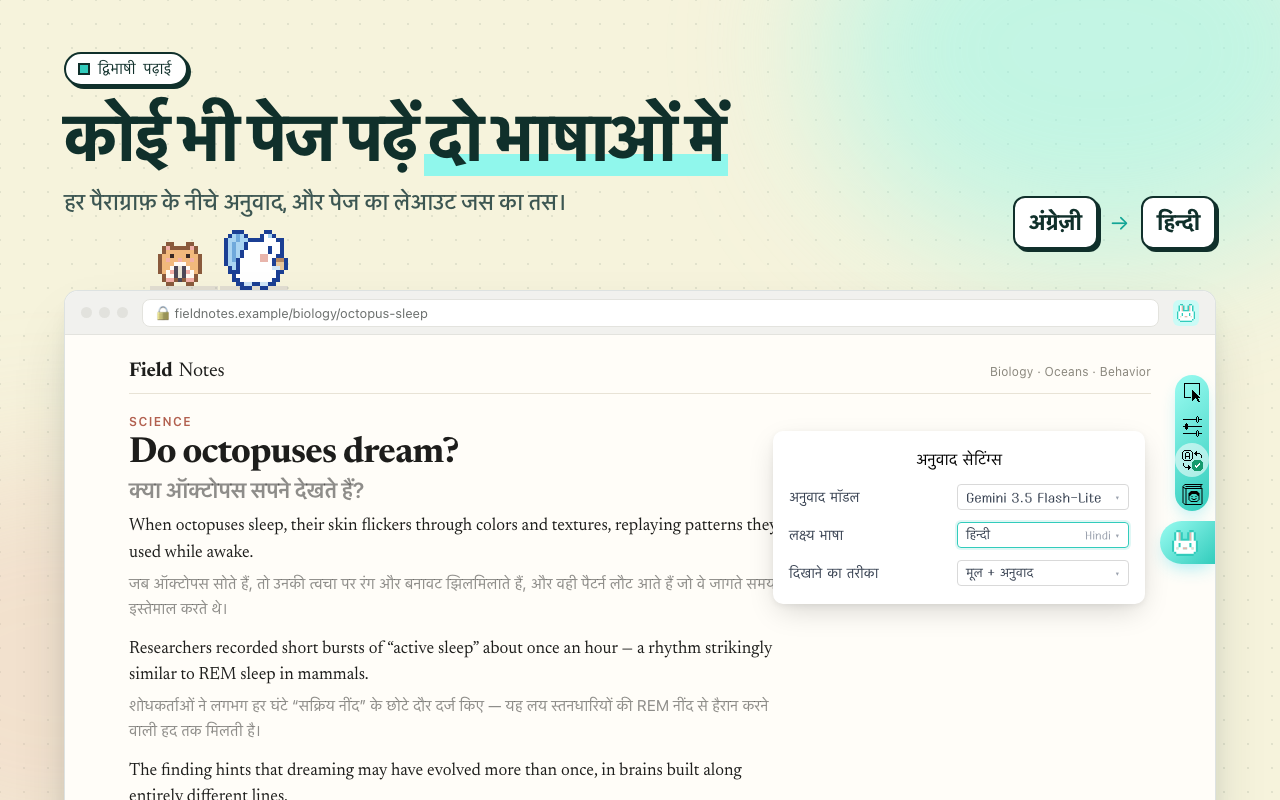 द्विभाषी पढ़ाई
कोई भी पेज पढ़ें दो भाषाओं में
हर पैराग्राफ़ के नीचे अनुवाद, और पेज का लेआउट जस का तस।
अंग्रेज़ी → हिन्दी
fieldnotes.example/biology/octopus-sleep
Field Notes
Biology · Oceans · Behavior
SCIENCE
Do octopuses dream?
क्या ऑक्टोपस सपने देखते हैं?
When octopuses sleep, their skin flickers through colors and textures, replaying patterns they
used while awake.
जब ऑक्टोपस सोते हैं, तो उनकी त्वचा पर रंग और बनावट झिलमिलाते हैं, और वही पैटर्न लौट आते हैं जो वे जागते समय
इस्तेमाल करते थे।
Researchers recorded short bursts of “active sleep” about once an hour — a rhythm strikingly
similar to REM sleep in mammals.
शोधकर्ताओं ने लगभग हर घंटे “सक्रिय नींद” के छोटे दौर दर्ज किए — यह लय स्तनधारियों की REM नींद से हैरान करने
वाली हद तक मिलती है।
The finding hints that dreaming may have evolved more than once, in brains built along
entirely different lines.
अनुवाद सेटिंग्स
अनुवाद मॉडल
Gemini 3.5 Flash-Lite
लक्ष्य भाषा
हिन्दी Hindi
दिखाने का तरीका
मूल + अनुवाद